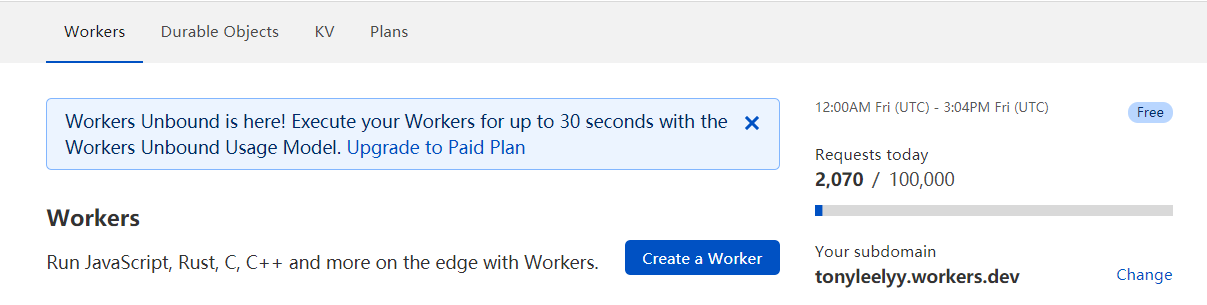 Workers Durable Objects KV Plans
Workers Unbound is here! Execute your Workers for up to 30 seconds with the
Workers Unbound Usage Model. Upgrade to Paid Plan
Workers
Run JavaScript, Rust, C, C++ and more on the edge with Workers.
Create a Worker
12:00AM Fri (UTC) - 3:04PM Fri (UTC)
Free
Requests today
2,070 / 100,000
Your subdomain
tonyleelyy.workers.dev
Change